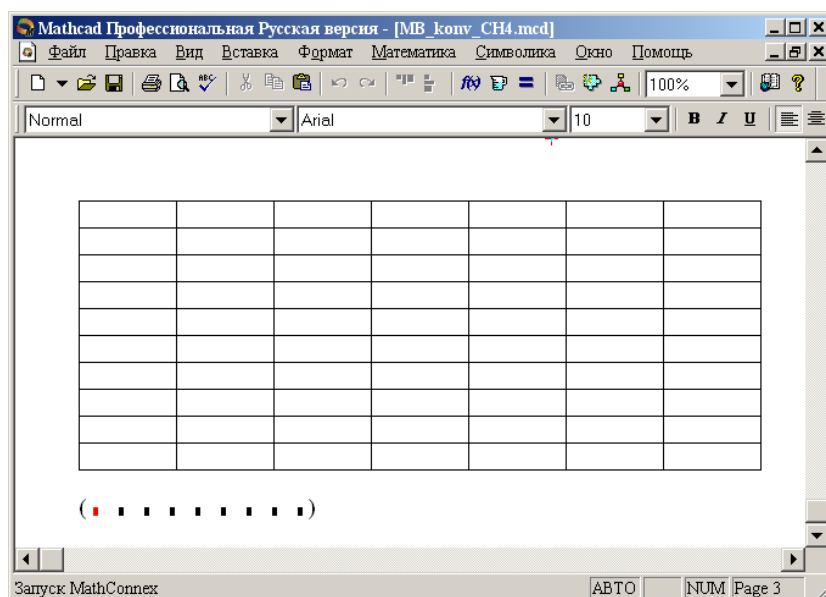 Mathcad Профессиональная Русская версия - [MB_konv_CH4.mcd]
Файл Правка Вид Вставка Формат Математика Символика Окно Помощь
ABC f(x) = 100% ?
Normal Arial 10 B I U
( )
Запуск MathConnex АВТО NUM Page 3